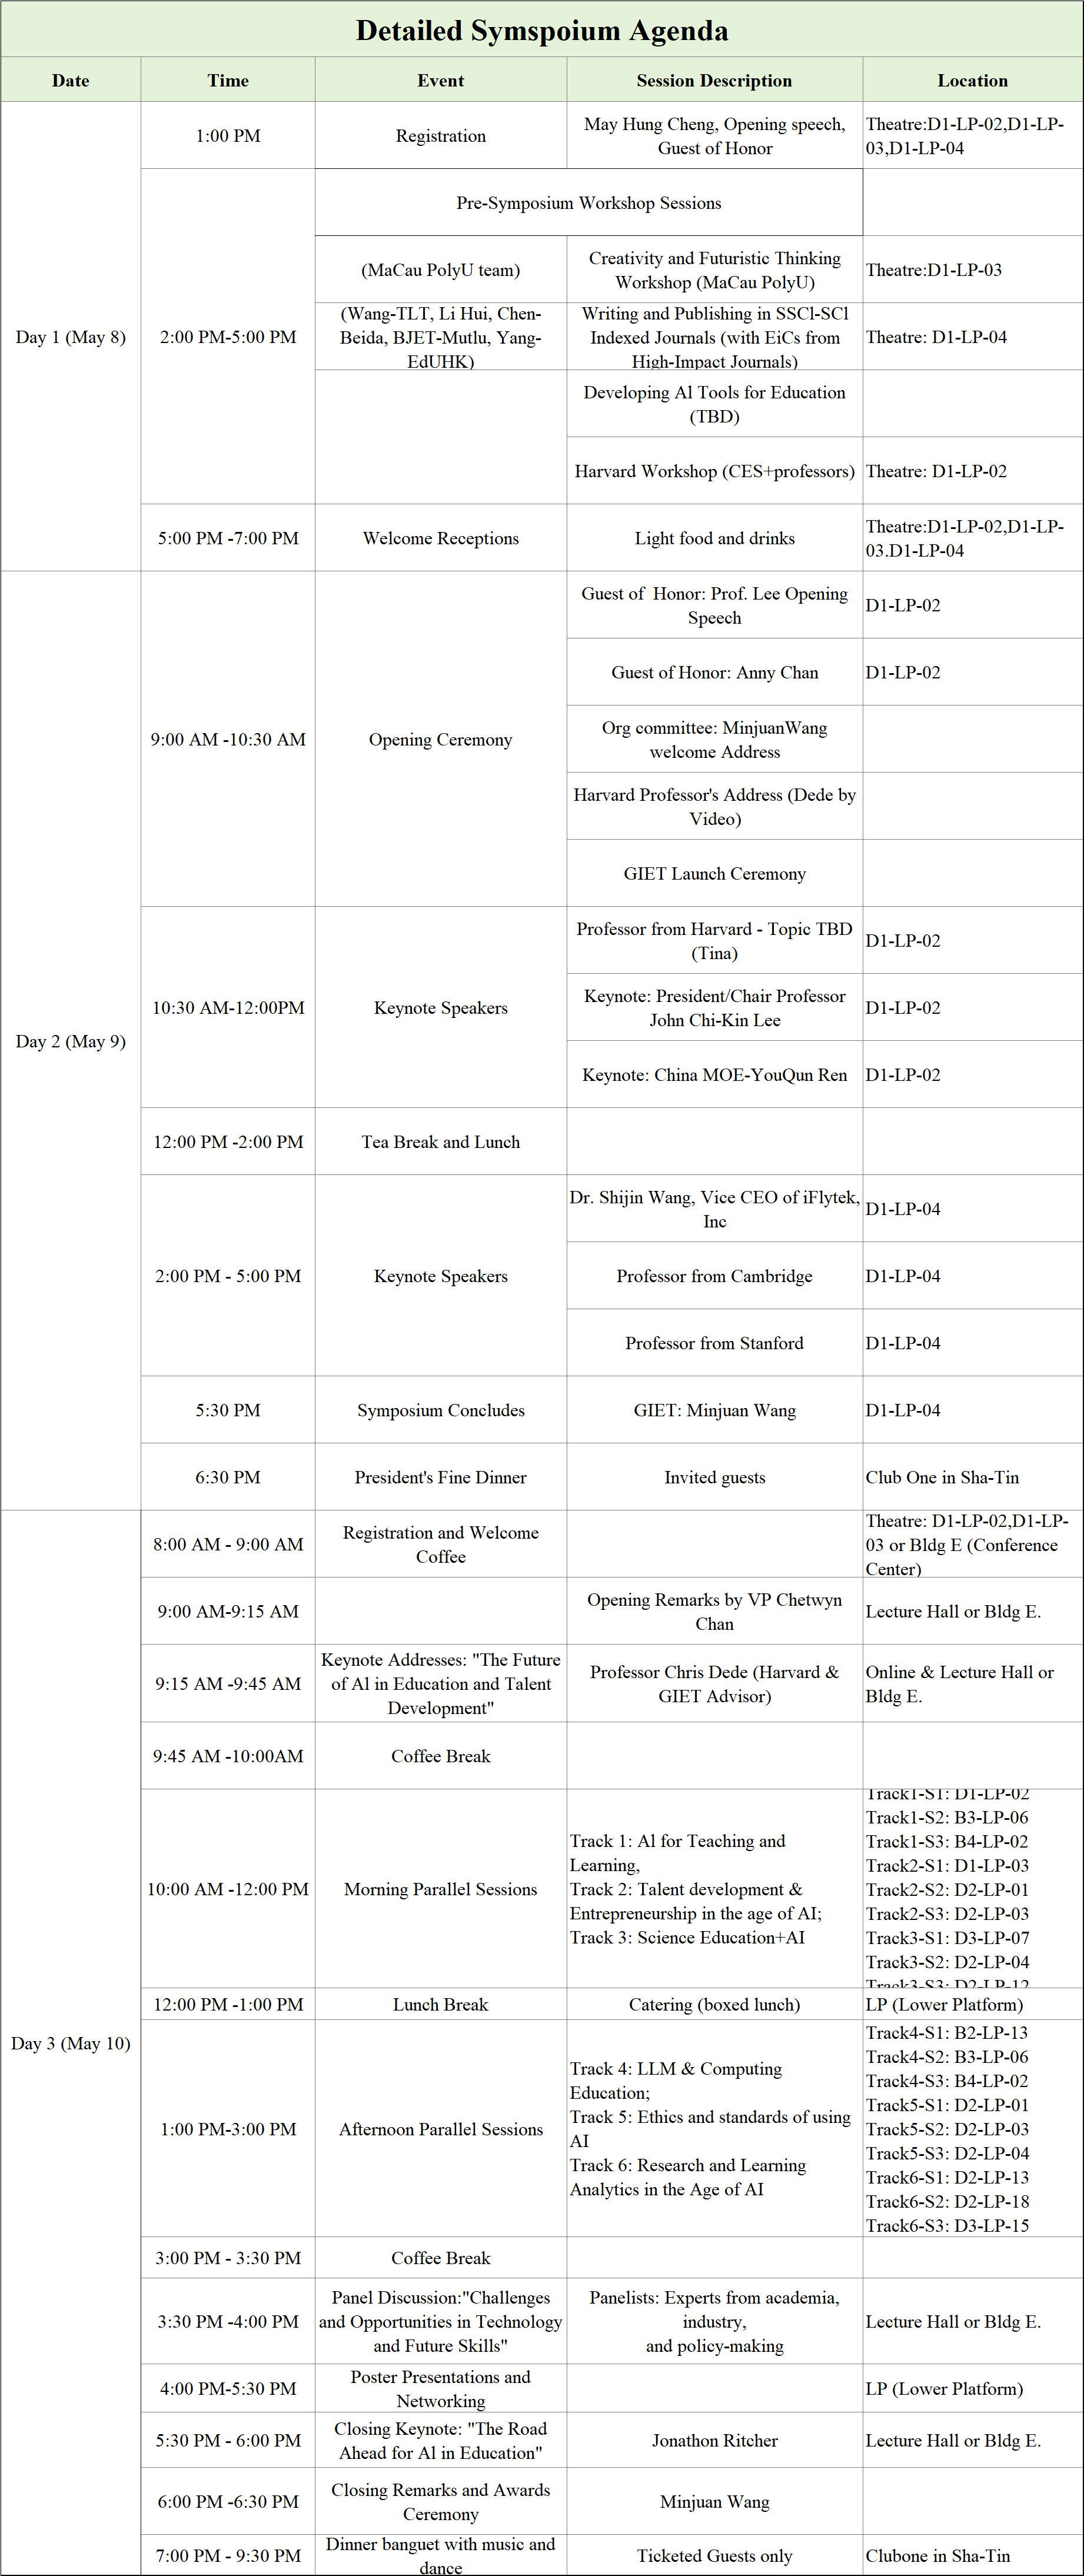 Detailed Symspoium Agenda
Date
Time
Event
Session Description
Location
Day 1 (May 8)
1:00 PM
Registration
May Hung Cheng, Opening speech,
Guest of Honor
Theatre:D1-LP-02,D1-LP-
03,D1-LP-04
2:00 PM-5:00 PM
Pre-Symposium Workshop Sessions
(MaCau PolyU team)
Creativity and Futuristic Thinking
Workshop (MaCau PolyU)
Theatre:D1-LP-03
(Wang-TLT, Li Hui, Chen-
Beida, BJET-Mutlu, Yang-
EdUHK)
Writing and Publishing in SSCl-SCl
Indexed Journals (with EiCs from
High-Impact Journals)
Theatre: D1-LP-04
Developing Al Tools for Education
(TBD)
Harvard Workshop (CES+professors)
Theatre: D1-LP-02
5:00 PM -7:00 PM
Welcome Receptions
Light food and drinks
Theatre:D1-LP-02,D1-LP-
03.D1-LP-04
Day 2 (May 9)
9:00 AM -10:30 AM
Opening Ceremony
Guest of  Honor: Prof. Lee Opening
Speech
D1-LP-02
Guest of Honor: Anny Chan
D1-LP-02
Org committee: MinjuanWang
welcome Address
Harvard Professor's Address (Dede by
Video)
GIET Launch Ceremony
10:30 AM-12:00PM
Keynote Speakers
Professor from Harvard - Topic TBD
(Tina)
D1-LP-02
Keynote: President/Chair Professor
John Chi-Kin Lee
D1-LP-02
Keynote: China MOE-YouQun Ren
D1-LP-02
12:00 PM -2:00 PM
Tea Break and Lunch
2:00 PM - 5:00 PM
Keynote Speakers
Dr. Shijin Wang, Vice CEO of iFlytek,
Inc
D1-LP-04
Professor from Cambridge
D1-LP-04
Professor from Stanford
D1-LP-04
5:30 PM
Symposium Concludes
GIET: Minjuan Wang
D1-LP-04
6:30 PM
President's Fine Dinner
Invited guests
Club One in Sha-Tin
Day 3 (May 10)
8:00 AM - 9:00 AM
Registration and Welcome
Coffee
Theatre: D1-LP-02,D1-LP-
03 or Bldg E (Conference
Center)
9:00 AM-9:15 AM
Opening Remarks by VP Chetwyn
Chan
Lecture Hall or Bldg E.
9:15 AM -9:45 AM
Keynote Addresses: "The Future
of Al in Education and Talent
Development"
Professor Chris Dede (Harvard &
GIET Advisor)
Online & Lecture Hall or
Bldg E.
9:45 AM -10:00AM
Coffee Break
10:00 AM -12:00 PM
Morning Parallel Sessions
Track 1: Al for Teaching and
Learning,
Track 2: Talent development &
Entrepreneurship in the age of AI;
Track 3: Science Education+AI
Track1-S1: D1-LP-02
Track1-S2: B3-LP-06
Track1-S3: B4-LP-02
Track2-S1: D1-LP-03
Track2-S2: D2-LP-01
Track2-S3: D2-LP-03
Track3-S1: D3-LP-07
Track3-S2: D2-LP-04
Track3-S3: D2-LP-12
12:00 PM -1:00 PM
Lunch Break
Catering (boxed lunch)
LP (Lower Platform)
1:00 PM-3:00 PM
Afternoon Parallel Sessions
Track 4: LLM & Computing
Education;
Track 5: Ethics and standards of using
AI
Track 6: Research and Learning
Analytics in the Age of AI
Track4-S1: B2-LP-13
Track4-S2: B3-LP-06
Track4-S3: B4-LP-02
Track5-S1: D2-LP-01
Track5-S2: D2-LP-03
Track5-S3: D2-LP-04
Track6-S1: D2-LP-13
Track6-S2: D2-LP-18
Track6-S3: D3-LP-15
3:00 PM - 3:30 PM
Coffee Break
3:30 PM -4:00 PM
Panel Discussion:"Challenges
and Opportunities in Technology
and Future Skills"
Panelists: Experts from academia,
industry,
and policy-making
Lecture Hall or Bldg E.
4:00 PM-5:30 PM
Poster Presentations and
Networking
LP (Lower Platform)
5:30 PM - 6:00 PM
Closing Keynote: "The Road
Ahead for Al in Education"
Jonathon Ritcher
Lecture Hall or Bldg E.
6:00 PM -6:30 PM
Closing Remarks and Awards
Ceremony
Minjuan Wang
7:00 PM - 9:30 PM
Dinner banguet with music and
dance
Ticketed Guests only
Clubone in Sha-Tin